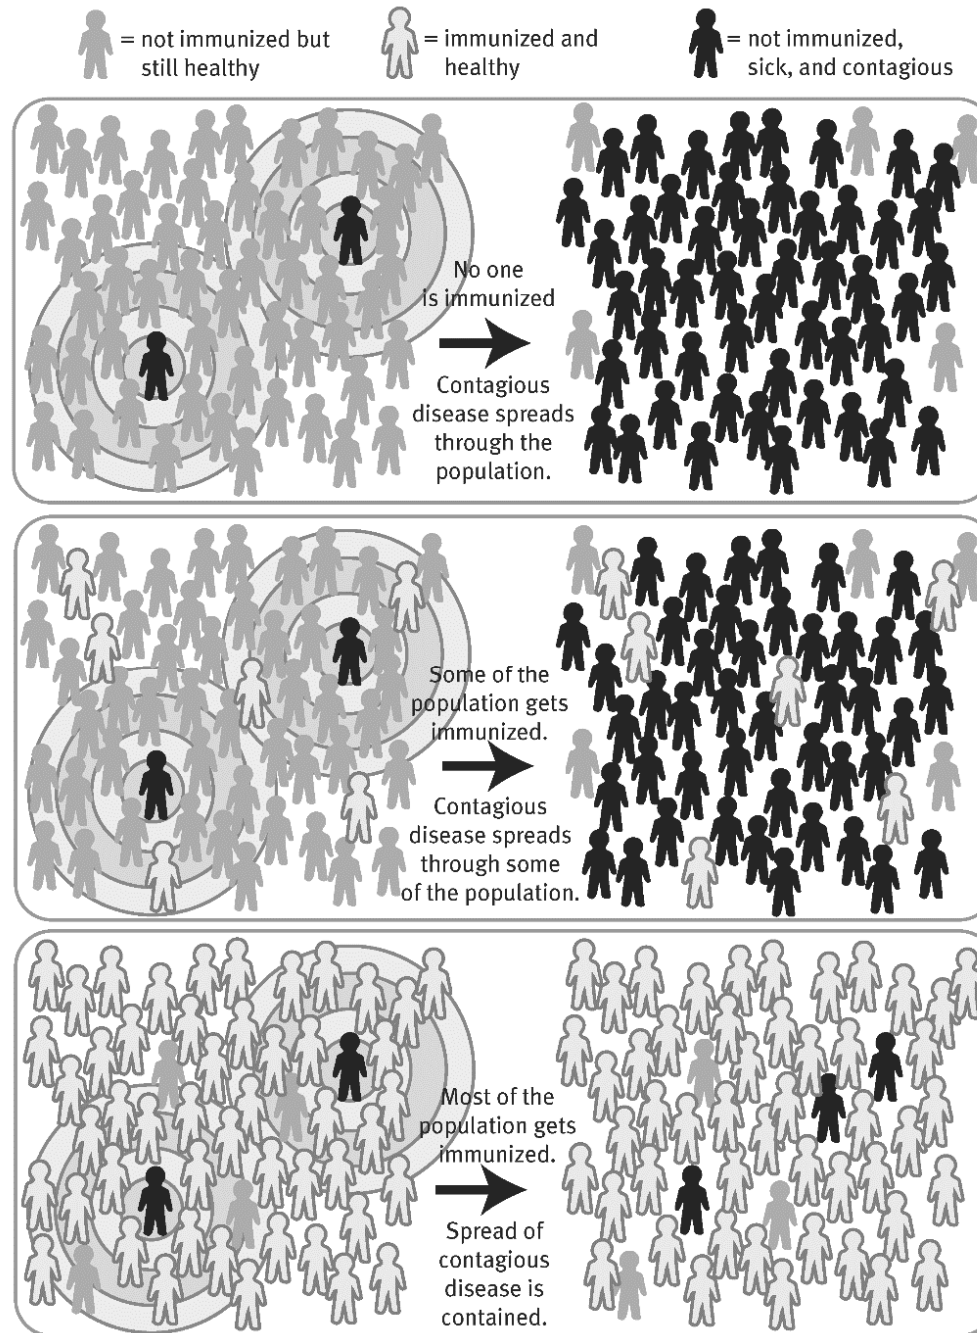 = not immunized but
still healthy
= immunized and
healthy
= not immunized,
sick, and contagious
No one
is immunized
Contagious
disease spreads
through the
population.
Some of the
population gets
immunized.
Contagious
disease spreads
through some
of the population.
Most of the
population gets
immunized.
Spread of
contagious
disease is
contained.